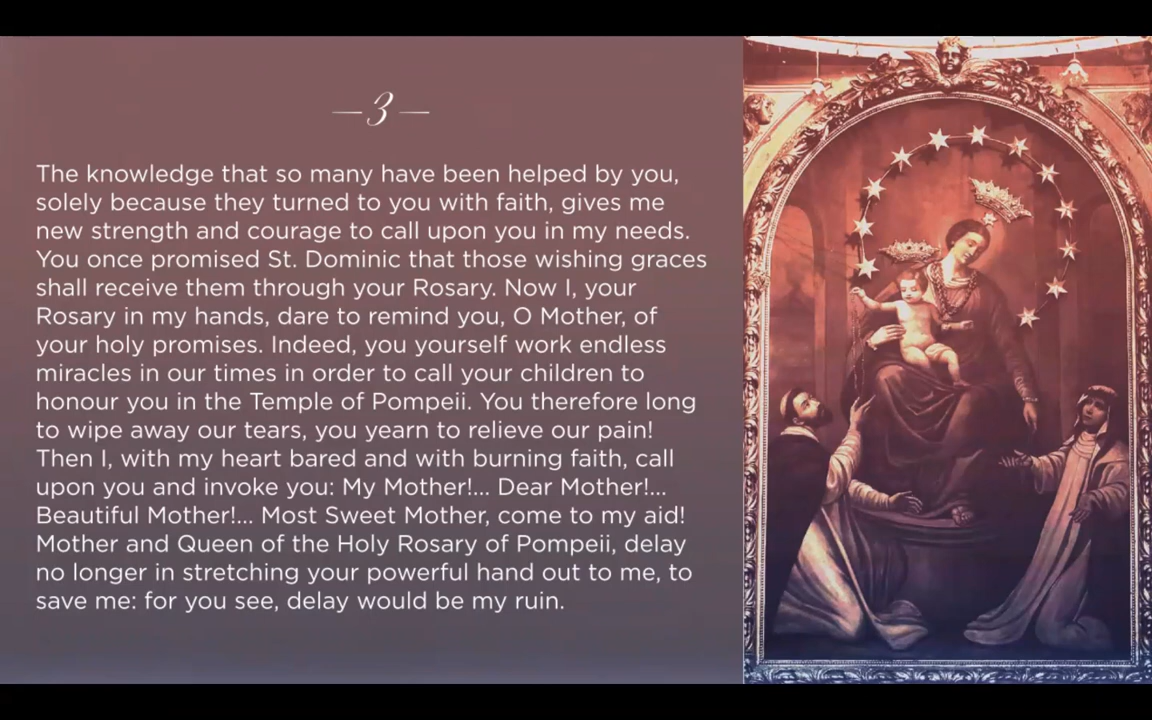 3
The knowledge that so many have been helped by you,
solely because they turned to you with faith, gives me
new strength and courage to call upon you in my needs.
You once promised St. Dominic that those wishing graces
shall receive them through your Rosary. Now I, your
Rosary in my hands, dare to remind you, O Mother, of
your holy promises. Indeed, you yourself work endless
miracles in our times in order to call your children to
honour you in the Temple of Pompeii. You therefore long
to wipe away our tears, you yearn to relieve our pain!
Then I, with my heart bared and with burning faith, call
upon you and invoke you: My Mother!... Dear Mother!...
Beautiful Mother!... Most Sweet Mother, come to my aid!
Mother and Queen of the Holy Rosary of Pompeii, delay
no longer in stretching your powerful hand out to me, to
save me: for you see, delay would be my ruin.